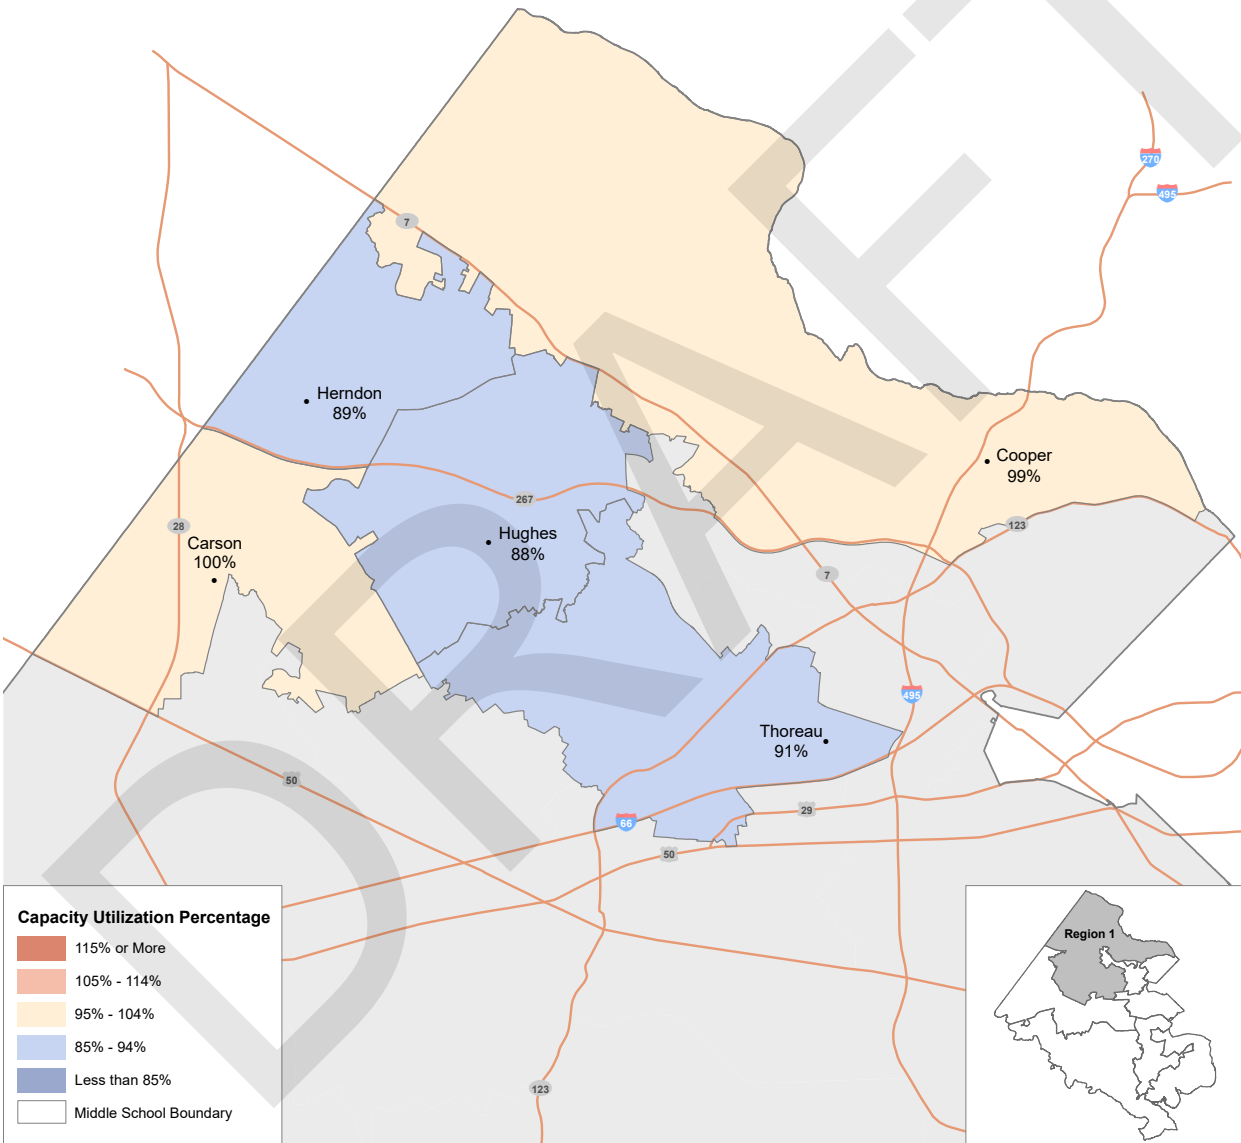 270
495
7
Herndon
89%
Cooper
99%
267
28
123
Carson
100%
Hughes
88%
7
495
Thoreau
91%
50
29
66
50
Capacity Utilization Percentage
115% or More
105% - 114%
95% - 104%
85% - 94%
Less than 85%
Middle School Boundary
Region 1
123
DRAFT